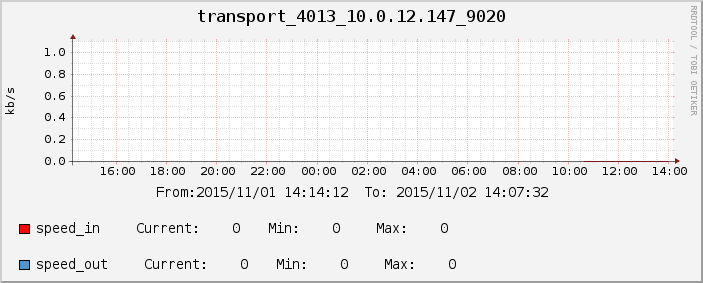 transport_4013_10.0.12.147_9020
RRDTOOL / TOBI OETIKER
kb/s
1.0
0.8
0.6
0.4
0.2
0.0
16:00 18:00 20:00 22:00 00:00 02:00 04:00 06:00 08:00 10:00 12:00 14:00
From:2015/11/01 14:14:12 To: 2015/11/02 14:07:32
speed_in Current: 0 Min: 0 Max: 0
speed_out Current: 0 Min: 0 Max: 0